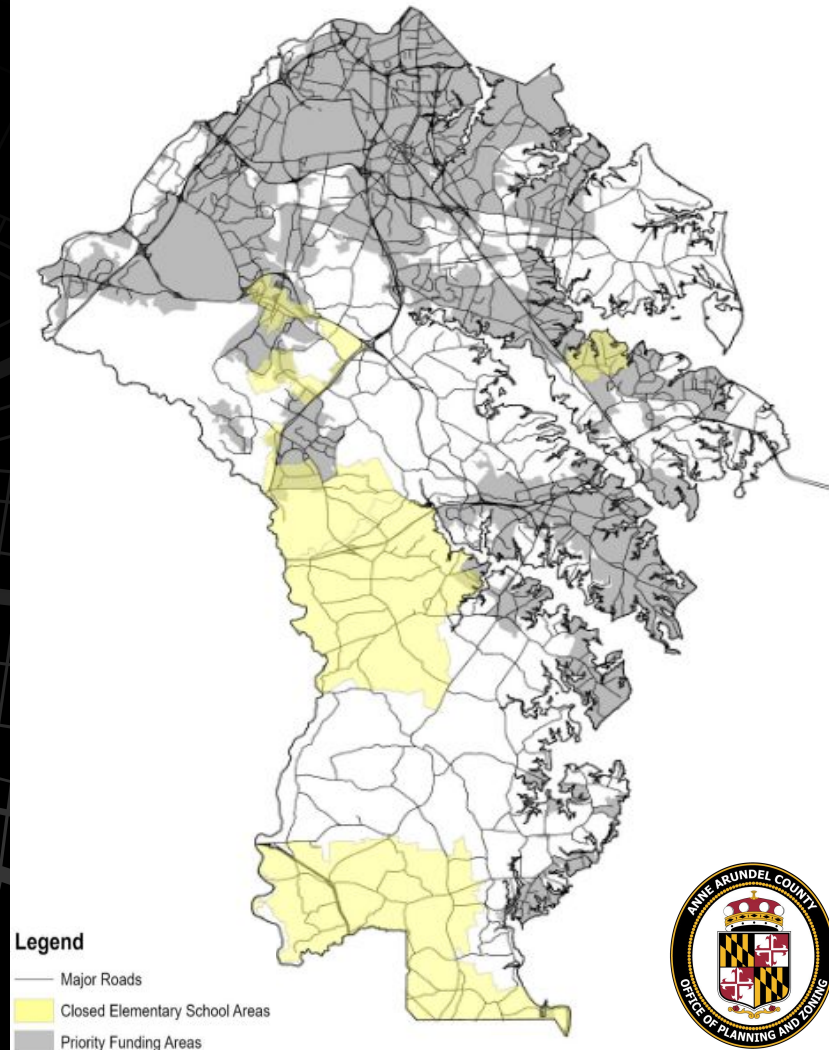 Legend
Major Roads
Closed Elementary School Areas
Priority Funding Areas
ANNE ARUNDEL COUNTY
OFFICE OF PLANNING AND ZONING